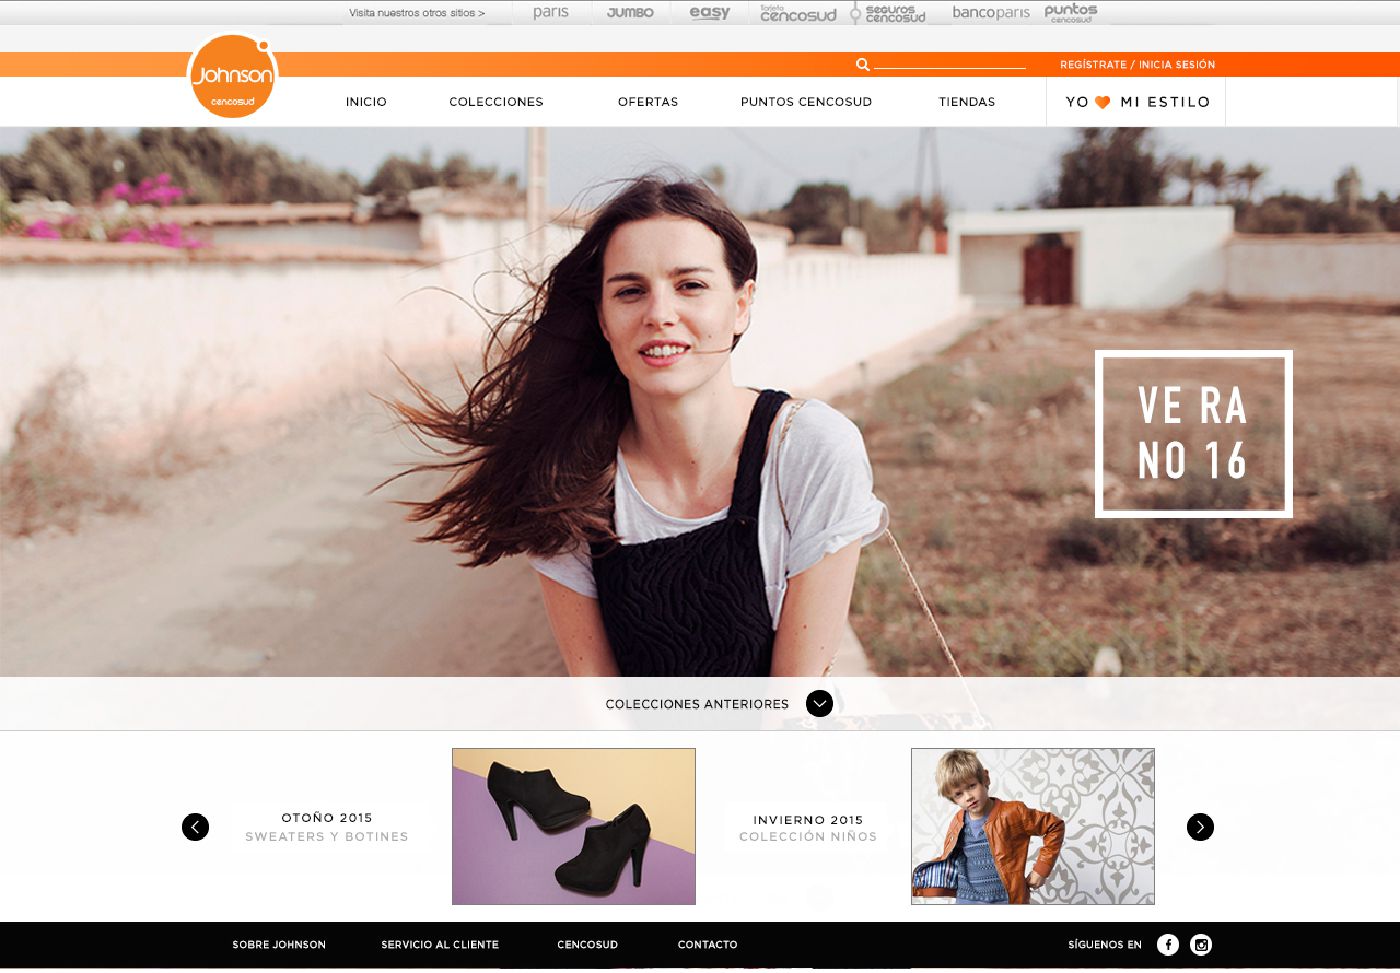 Visita nuestros otros sitios >
paris
JUMBO
easy
Tarjeta
cencosud
seguros
cencosud
bancoparis
puntos
cencosud
Johnson
cencosud
REGÍSTRATE / INICIA SESIÓN
INICIO
COLECCIONES
OFERTAS
PUNTOS CENCOSUD
TIENDAS
YO MI ESTILO
VE RA
NO 16
COLECCIONES ANTERIORES
OTOÑO 2015
SWEATERS Y BOTINES
INVIERNO 2015
COLECCIÓN NIÑOS
SOBRE JOHNSON
SERVICIO AL CLIENTE
CENCOSUD
CONTACTO
SÍGUENOS EN